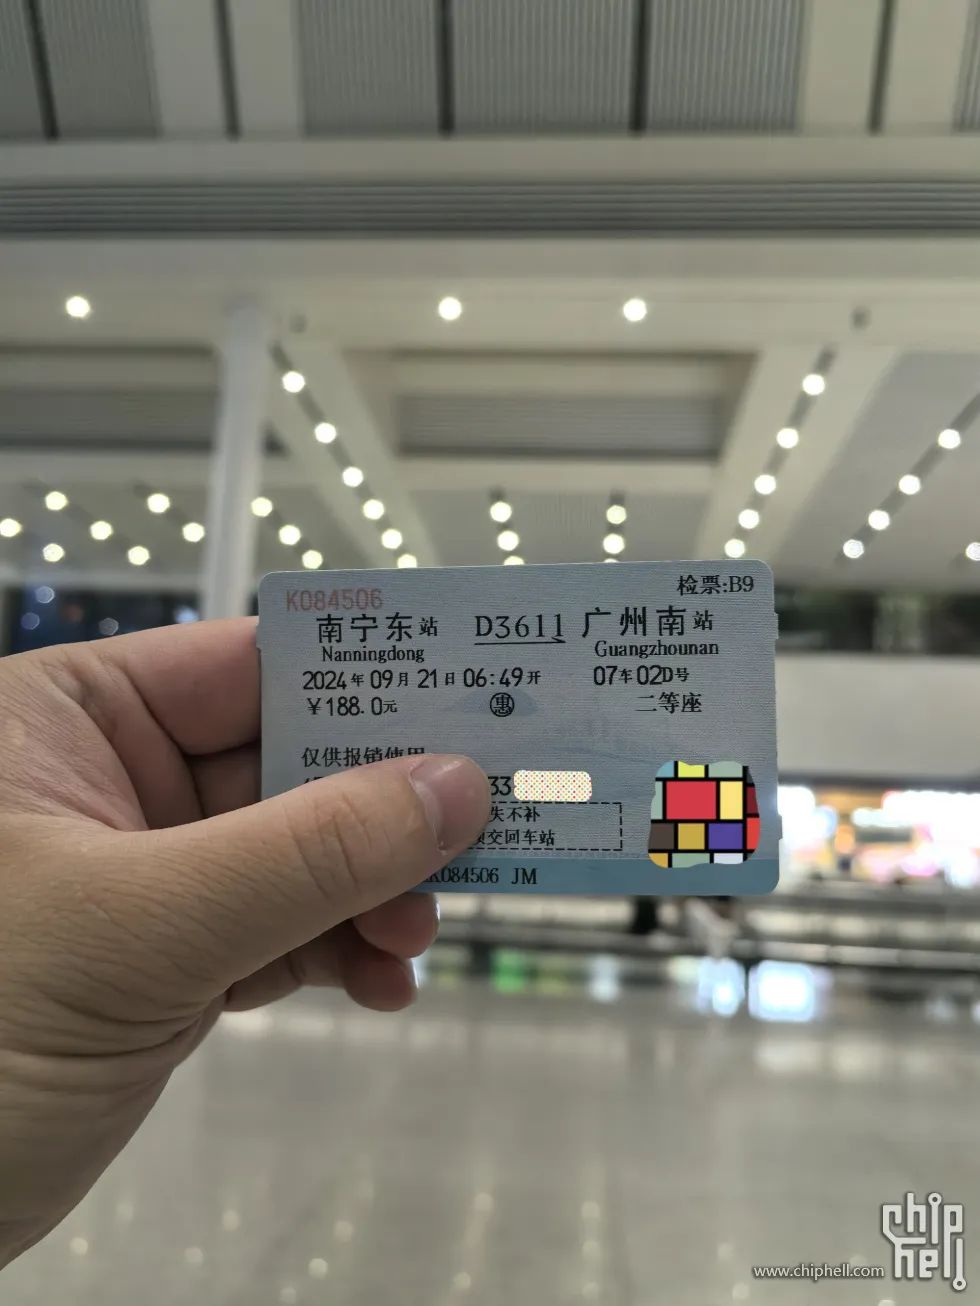 K084506 检票:B9
南宁东站 D3611 广州南站
Nanningdong Guangzhounan
2024年09月21日06:49开 07车02D号
￥188.0元 惠 二等座
仅供报销使用
33
失不补
交回车站
K084506 JM
chip
hell
www.chiphell.com